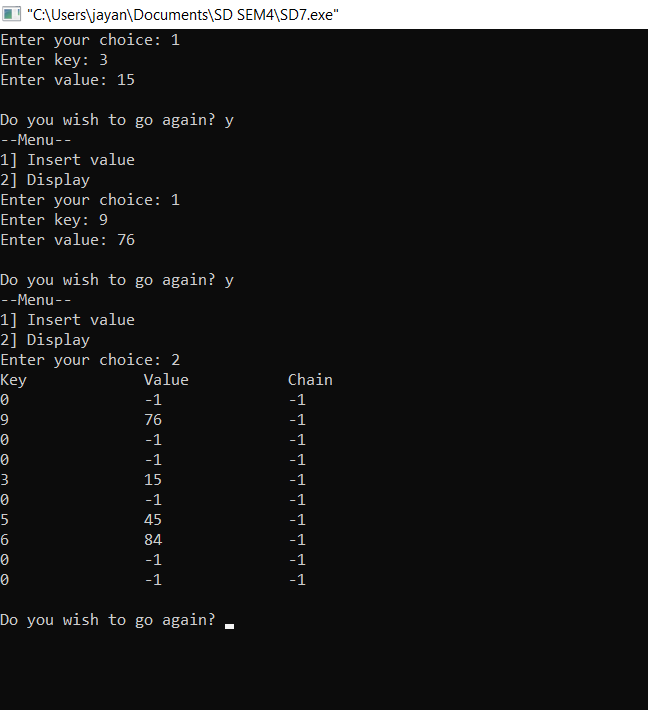 "C:\Users\jayan\Documents\SD SEM4\SD7.exe"
Enter your choice: 1
Enter key: 3
Enter value: 15
Do you wish to go again? y
--Menu--
1] Insert value
2] Display
Enter your choice: 1
Enter key: 9
Enter value: 76
Do you wish to go again? y
--Menu--
1] Insert value
2] Display
Enter your choice: 2
Key Value Chain
0 -1 -1
9 76 -1
0 -1 -1
0 -1 -1
3 15 -1
0 -1 -1
5 45 -1
6 84 -1
0 -1 -1
0 -1 -1
Do you wish to go again?